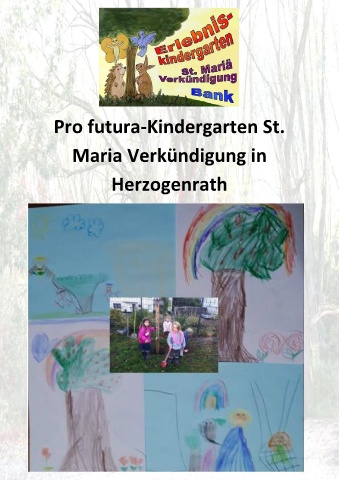 Erlebnis-
kindergarten
St. Mariä
Verkündigung
Bank
Pro futura-Kindergarten St.
Maria Verkündigung in
Herzogenrath